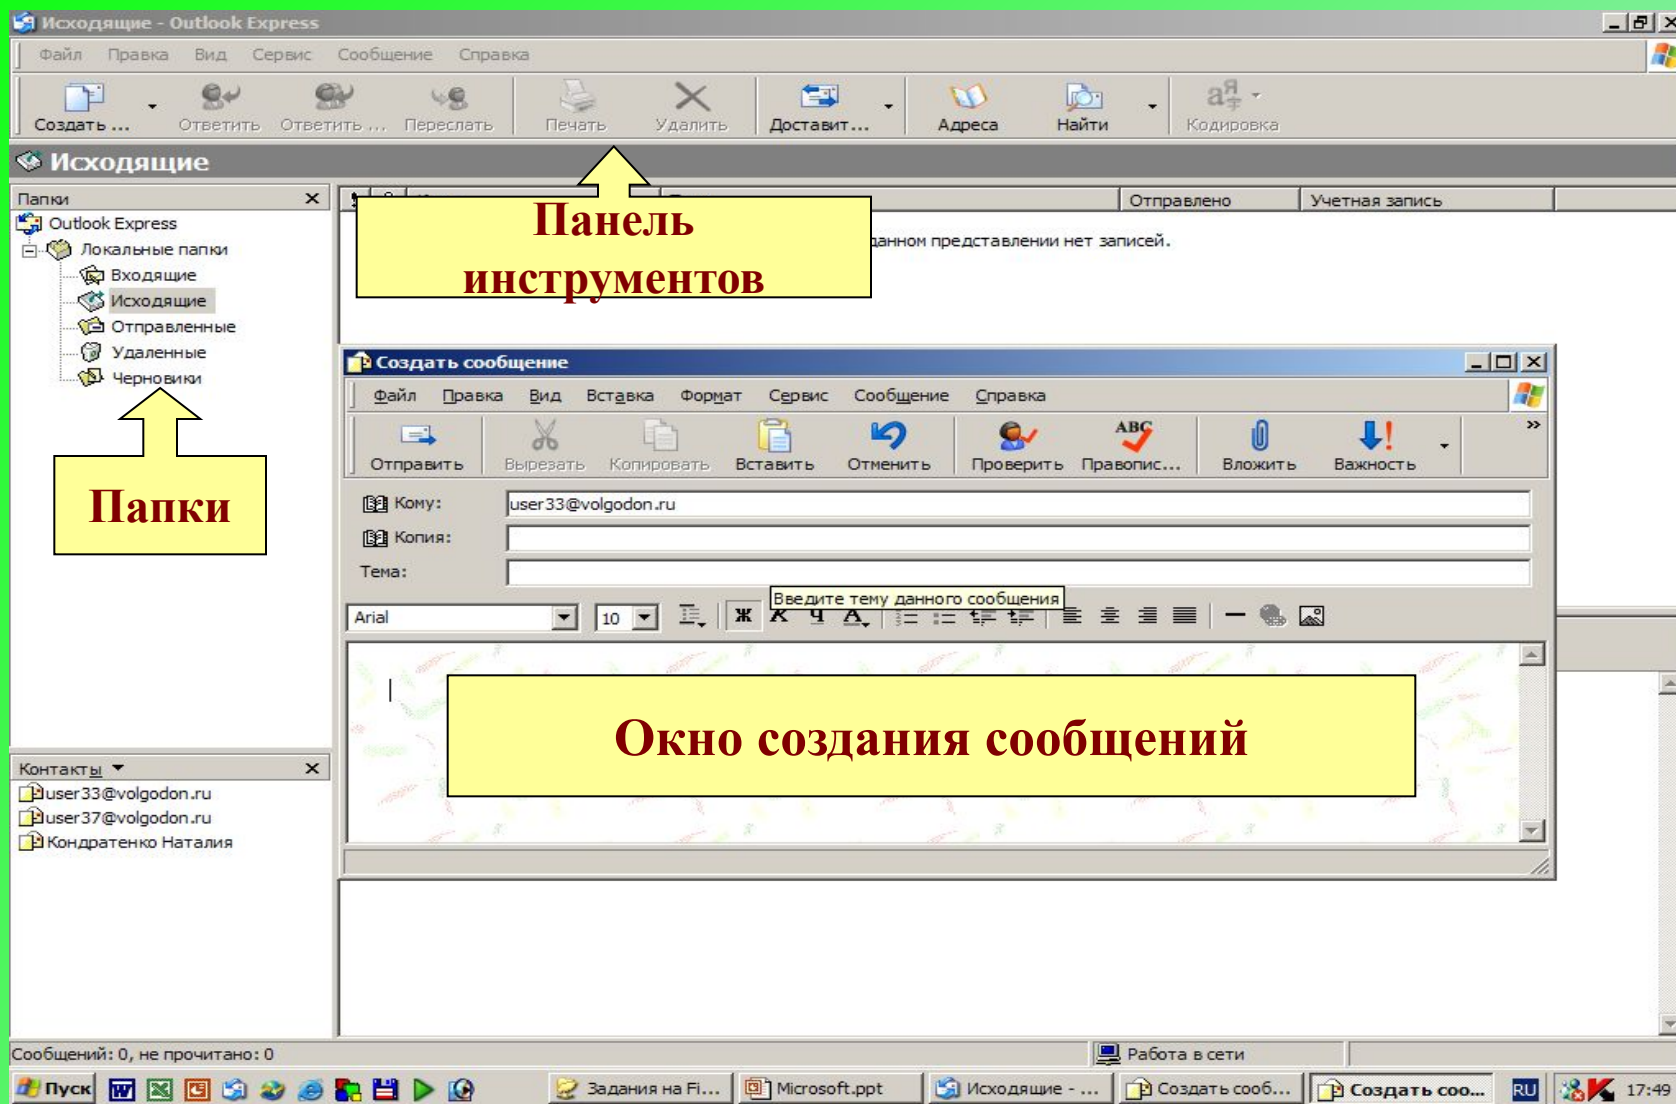 Исходящие - Outlook Express
Файл Правка Вид Сервис Сообщение Справка
Создать ... Ответить Ответить ... Переслать Печать Удалить Доставит... Адреса Найти Кодировка
Исходящие
Папки
Outlook Express
Локальные папки
Входящие
Исходящие
Отправленные
Удаленные
Черновики
Папки
Панель
инструментов
Отправлено Учетная запись
данном представлении нет записей.
Создать сообщение
Файл Правка Вид Вставка Формат Сервис Сообщение Справка
Отправить Вырезать Копировать Вставить Отменить Проверить Правопис... Вложить Важность
Кому: user33@volgodon.ru
Копия:
Тема:
Введите тему данного сообщения
Arial 10 Ж К Ч А
Окно создания сообщений
Контакты
user33@volgodon.ru
user37@volgodon.ru
Кондратенко Наталия
Сообщений: 0, не прочитано: 0
Работа в сети
Пуск Задания на Fi... Microsoft.ppt Исходящие - ... Создать сооб... Создать соо... RU 17:49